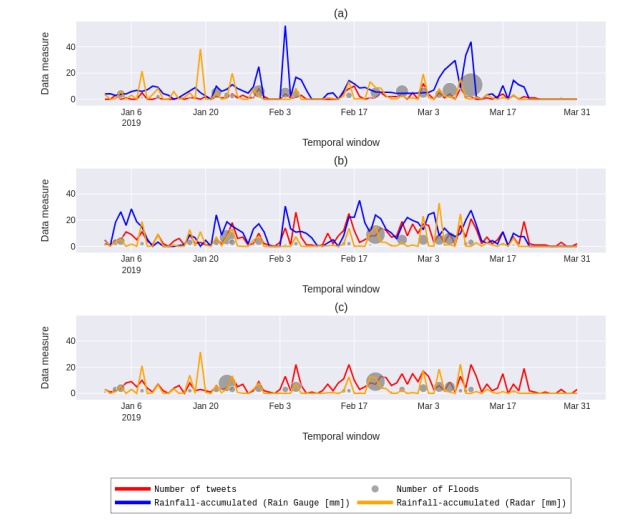 (a)
Data measure
40
20
0
Jan 6
2019
Jan 20
Feb 3
Feb 17
Mar 3
Mar 17
Mar 31
Temporal window
(b)
Data measure
40
20
0
Jan 6
2019
Jan 20
Feb 3
Feb 17
Mar 3
Mar 17
Mar 31
Temporal window
(c)
Data measure
40
20
0
Jan 6
2019
Jan 20
Feb 3
Feb 17
Mar 3
Mar 17
Mar 31
Temporal window
Number of tweets
Number of Floods
Rainfall-accumulated (Rain Gauge [mm])
Rainfall-accumulated (Radar [mm])